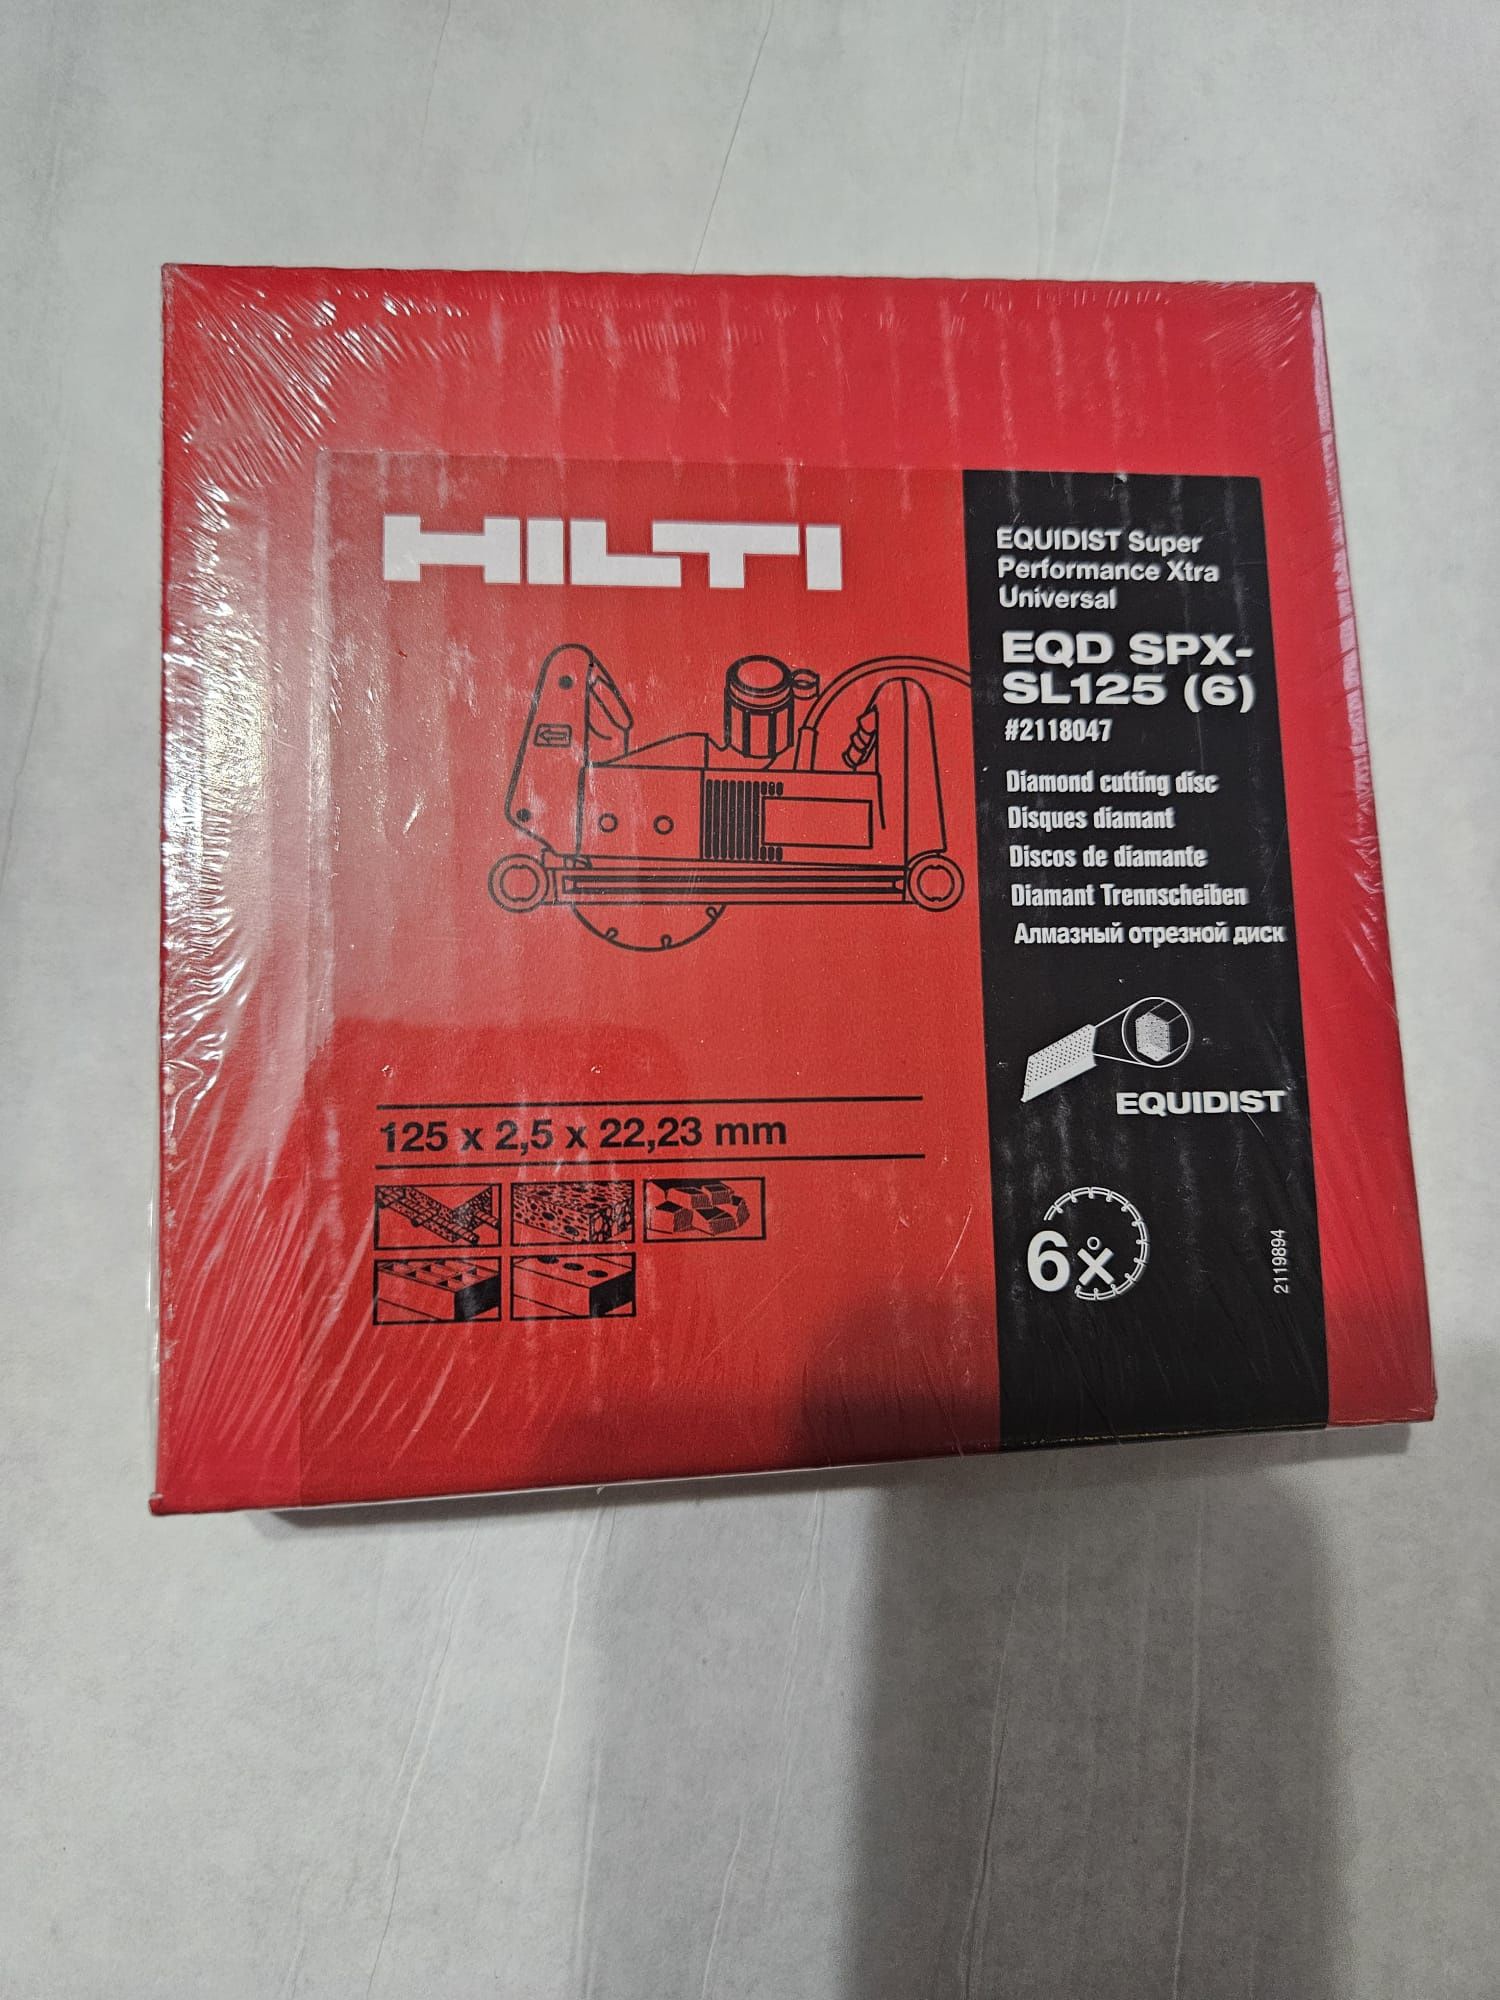 HILTI
EQUIDIST Super
Performance Xtra
Universal
EQD SPX-
SL125 (6)
#2118047
Diamond cutting disc
Disques diamant
Discos de diamante
Diamant Trennscheiben
Алмазный отрезной диск
EQUIDIST
125 x 2,5 x 22,23 mm
6x
2119894